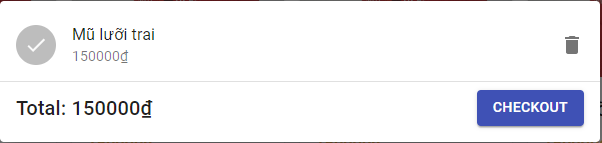 Mũ lưỡi trai
150000₫
Total: 150000₫
CHECKOUT